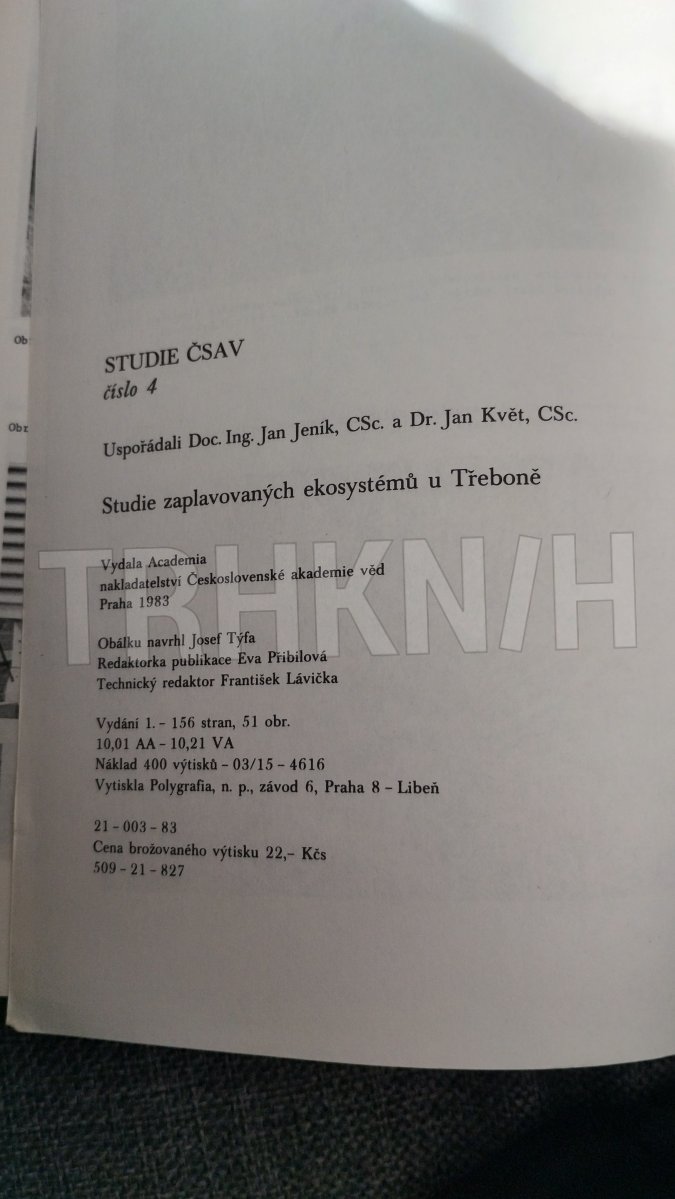 STUDIE ČSAV
číslo 4
Uspořádali Doc. Ing. Jan Jeník, CSc. a Dr. Jan Květ, CSc.
Studie zaplavovaných ekosystémů u Třeboně
Vydala Academia
nakladatelství Československé akademie věd
Praha 1983
TRHKN/H
Obálku navrhl Josef Týfa
Redaktorka publikace Eva Přibilová
Technický redaktor František Lávička
Vydání 1. – 156 stran, 51 obr.
10,01 AA – 10,21 VA
Náklad 400 výtisků – 03/15 – 4616
Vytiskla Polygrafia, n. p., závod 6, Praha 8 – Libeň
21 – 003 – 83
Cena brožovaného výtisku 22,– Kčs
509 – 21 – 827
Ob
Obr